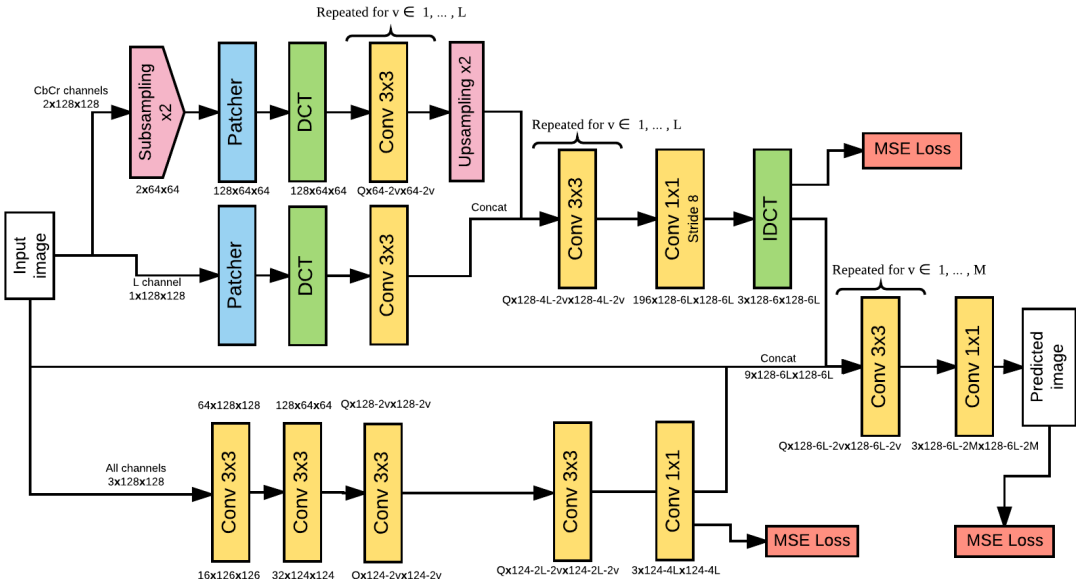 Repeated for v ∈ 1, ... , L
CbCr channels
2x128x128
Subsampling
x2
Patcher
DCT
Conv 3x3
Upsampling x2
2x64x64
128x64x64
128x64x64
Qx64-2vx64-2v
Repeated for v ∈ 1, ... , L
Conv 3x3
Conv 1x1
Stride 8
IDCT
MSE Loss
Concat
Input
image
L channel
1x128x128
Patcher
DCT
Conv 3x3
Qx128-4L-2vx128-4L-2v
196x128-6Lx128-6L
3x128-6x128-6L
Repeated for v ∈ 1, ... , M
Conv 3x3
Conv 1x1
Predicted
image
Concat
9x128-6Lx128-6L
Qx128-6L-2vx128-6L-2v
3x128-6L-2Mx128-6L-2M
64x128x128
128x64x64
Qx128-2vx128-2v
All channels
3x128x128
Conv 3x3
Conv 3x3
Conv 3x3
Conv 3x3
Conv 1x1
MSE Loss
MSE Loss
16x126x126
32x124x124
Qx124-2vx124-2v
Qx124-2L-2vx124-2L-2v
3x124-4Lx124-4L